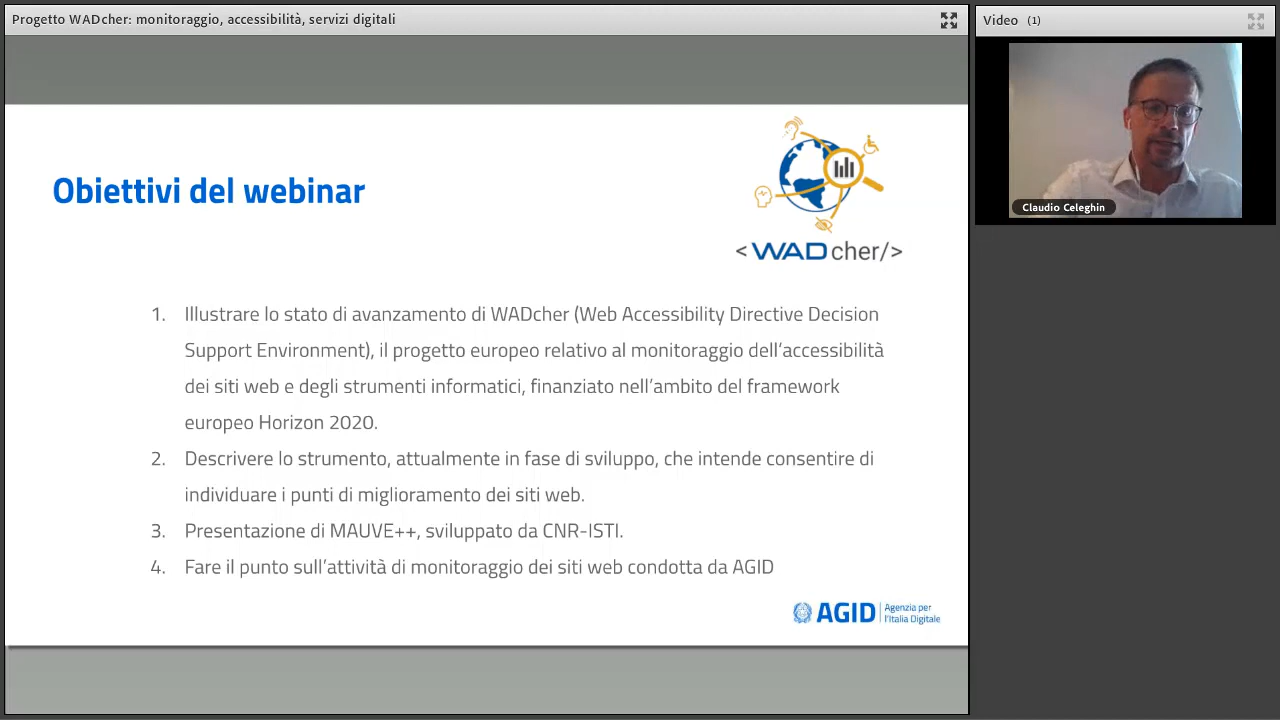 Progetto WADcher: monitoraggio, accessibilità, servizi digitali
Video (1)
Claudio Celeghin
Obiettivi del webinar
<WADcher/>
1. Illustrare lo stato di avanzamento di WADcher (Web Accessibility Directive Decision
Support Environment), il progetto europeo relativo al monitoraggio dell'accessibilità
dei siti web e degli strumenti informatici, finanziato nell'ambito del framework
europeo Horizon 2020.
2. Descrivere lo strumento, attualmente in fase di sviluppo, che intende consentire di
individuare i punti di miglioramento dei siti web.
3. Presentazione di MAUVE++, sviluppato da CNR-ISTI.
4. Fare il punto sull'attività di monitoraggio dei siti web condotta da AGID
AGID
Agenzia per
l'Italia Digitale